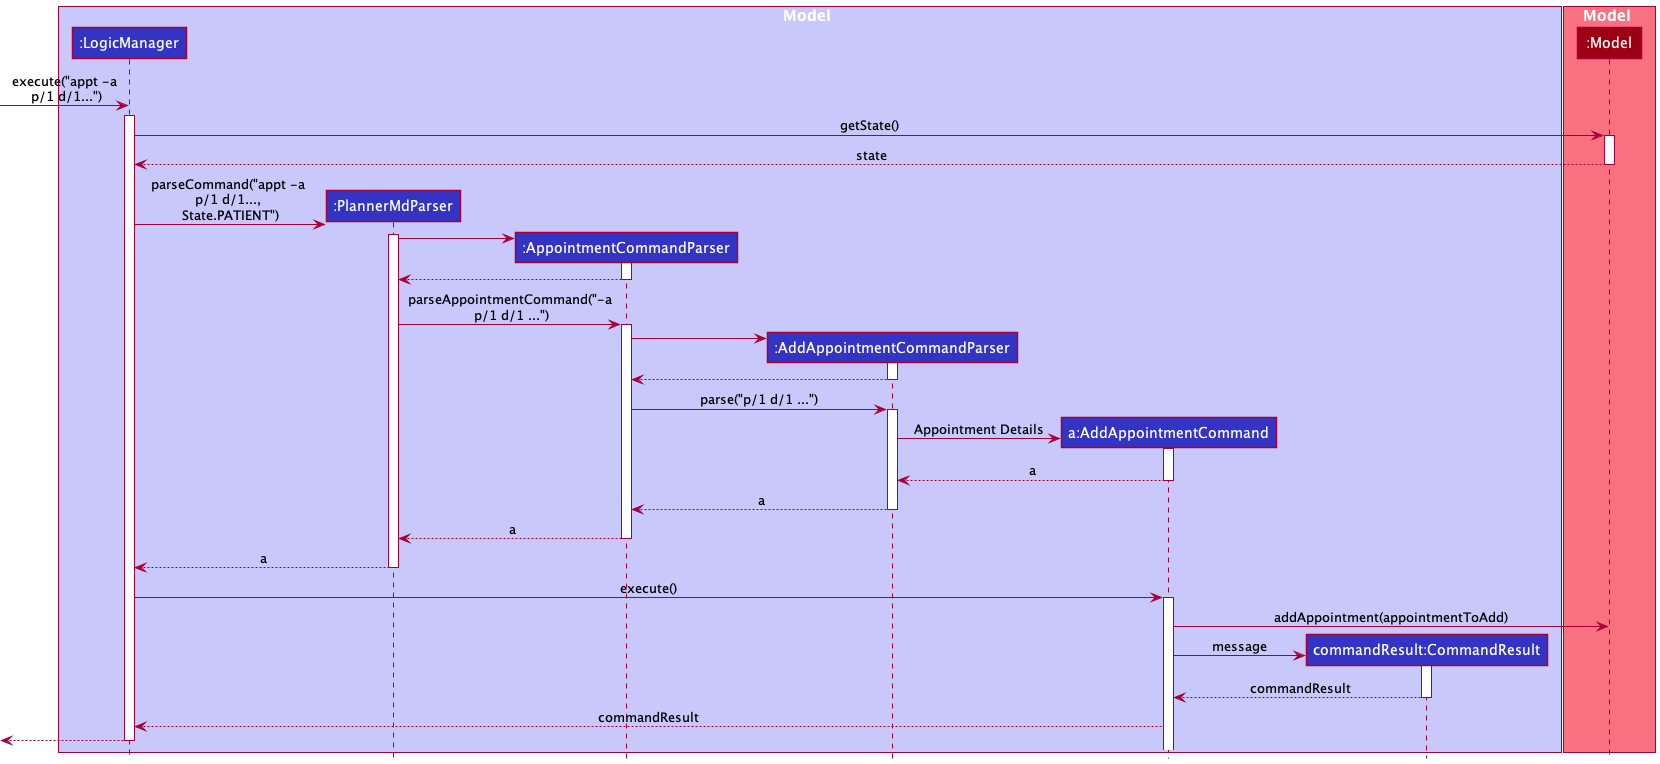 Model
Model
:LogicManager
:Model
execute("appt -a
p/1 d/1...")
getState()
state
parseCommand("appt -a
p/1 d/1...,
State.PATIENT")
:PlannerMdParser
:AppointmentCommandParser
parseAppointmentCommand("-a
p/1 d/1 ...")
:AddAppointmentCommandParser
parse("p/1 d/1 ...")
Appointment Details
a:AddAppointmentCommand
a
a
a
a
execute()
addAppointment(appointmentToAdd)
message
commandResult:CommandResult
commandResult
commandResult